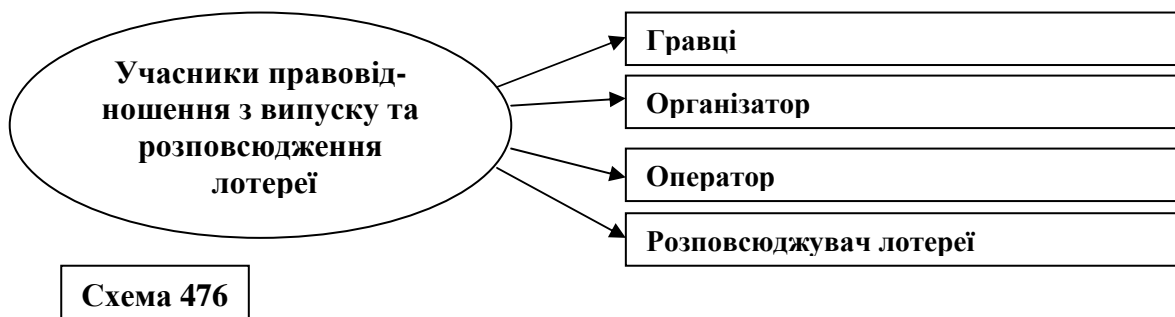 Учасники правовід-
ношення з випуску та
розповсюдження
лотереї
Гравці
Організатор
Оператор
Розповсюджувач лотереї
Схема 476